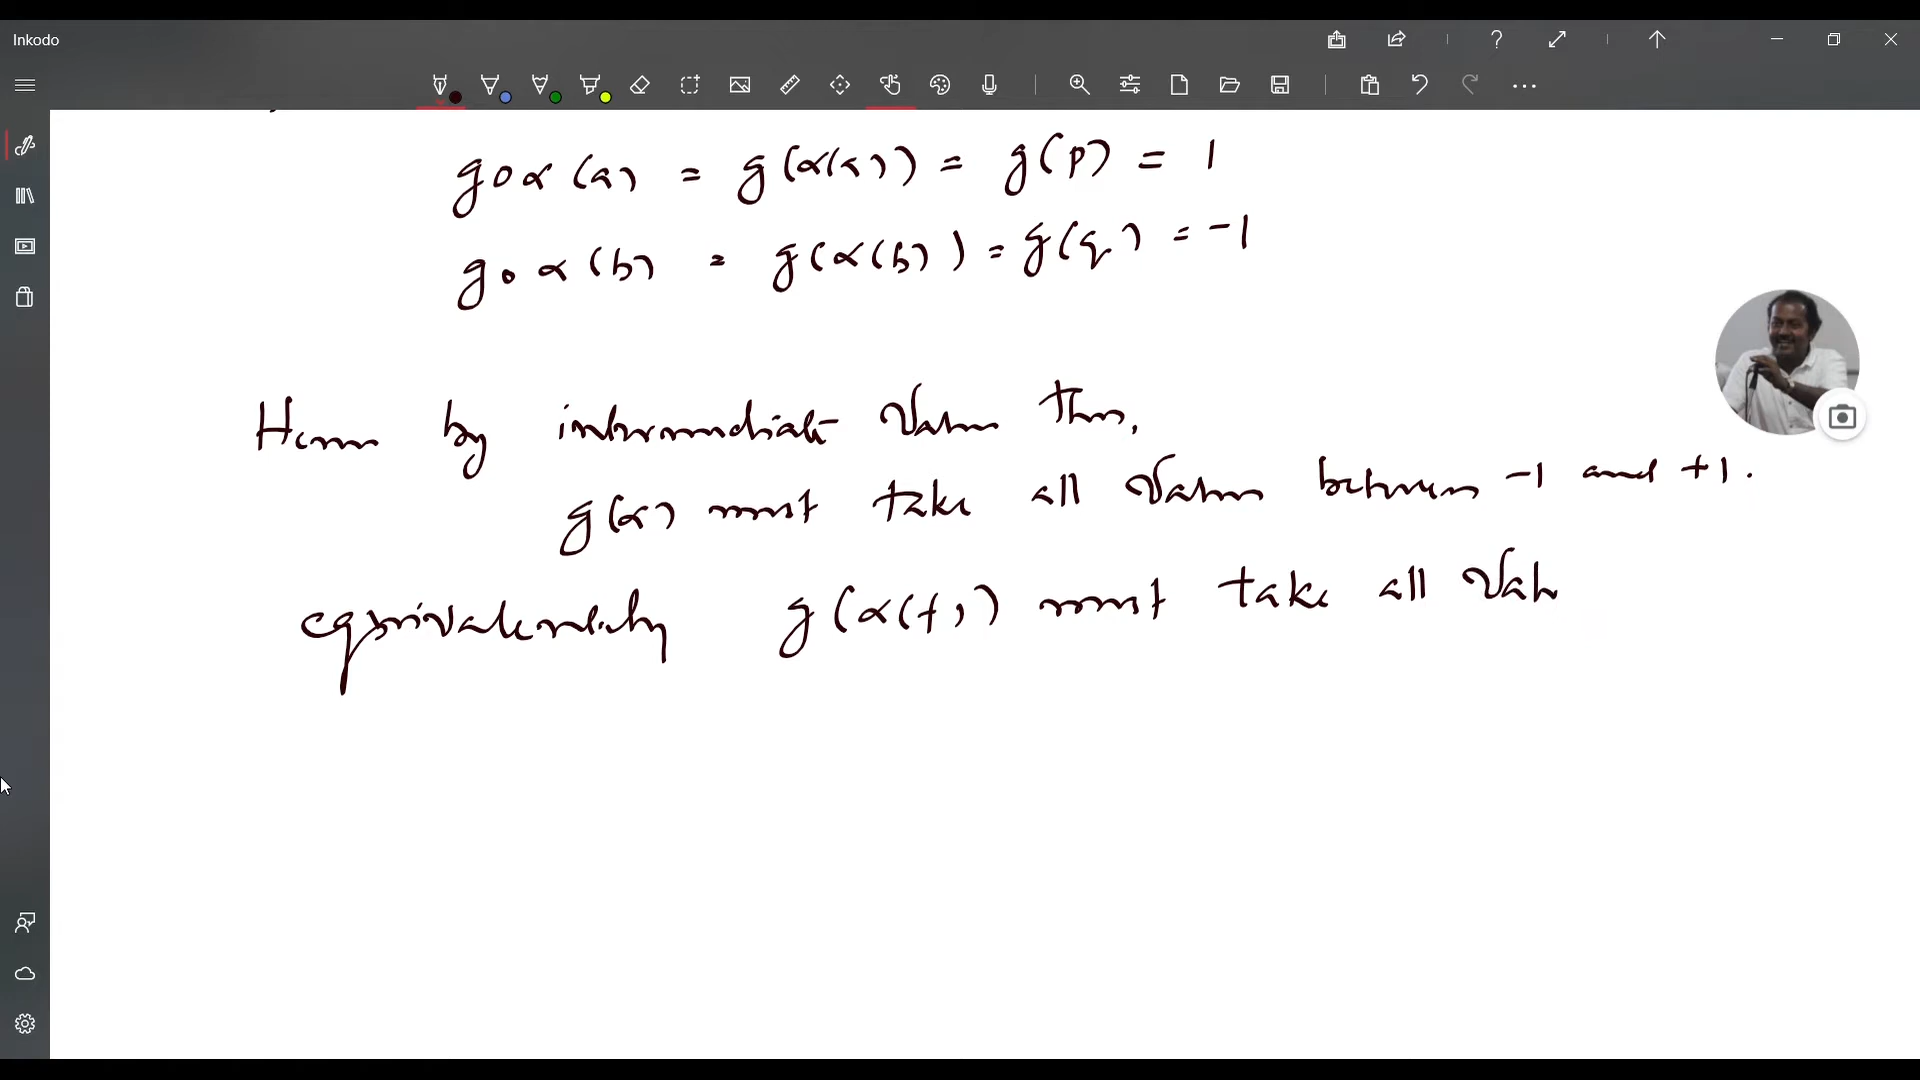 Inkodo
g o α (a) = g(α(a)) = g(p) = 1
g o α (b) = g(α(b)) = g(q) = -1
Hence by intermediate Value Thm,
g(α) must take all Values between -1 and +1.
equivalently g(α(t)) must take all Valu